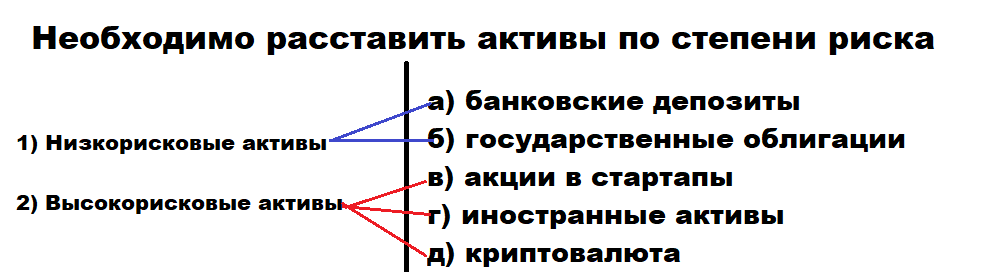 Необходимо расставить активы по степени риска
а) банковские депозиты
1) Низкорисковые активы
б) государственные облигации
в) акции в стартапы
2) Высокорисковые активы
г) иностранные активы
д) криптовалюта